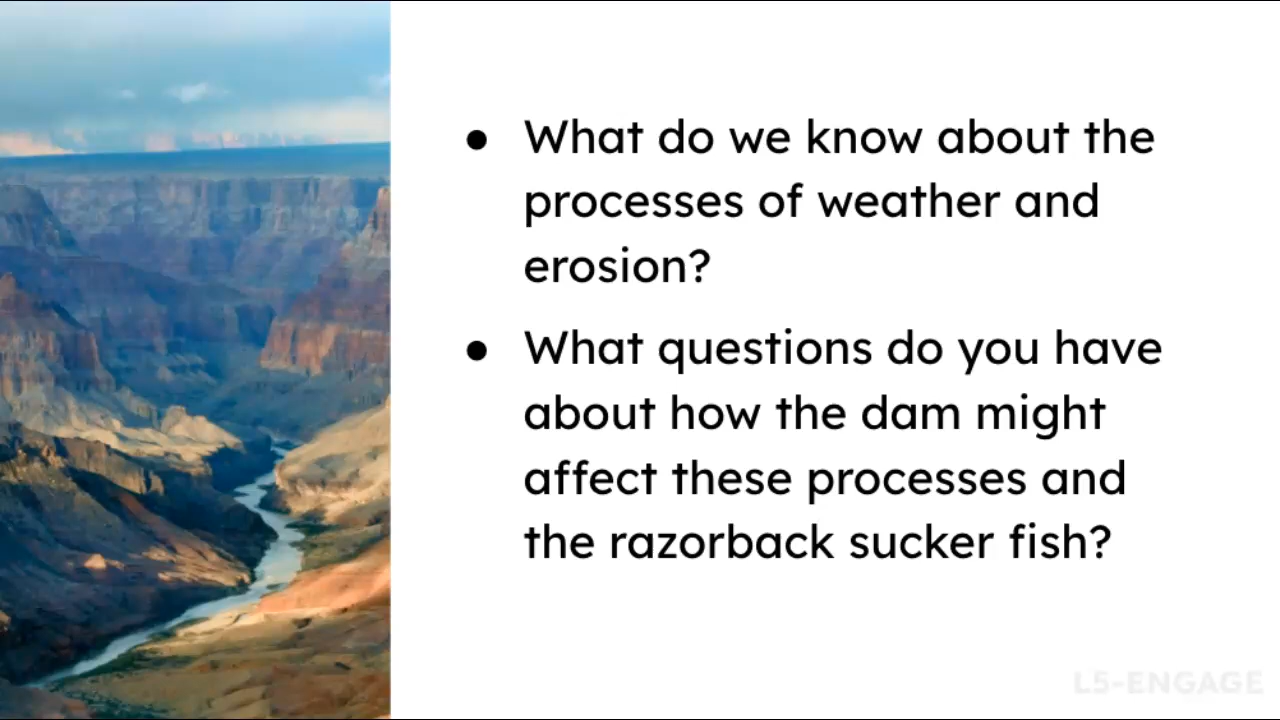 ● What do we know about the
processes of weather and
erosion?
● What questions do you have
about how the dam might
affect these processes and
the razorback sucker fish?
L5-ENGAGE